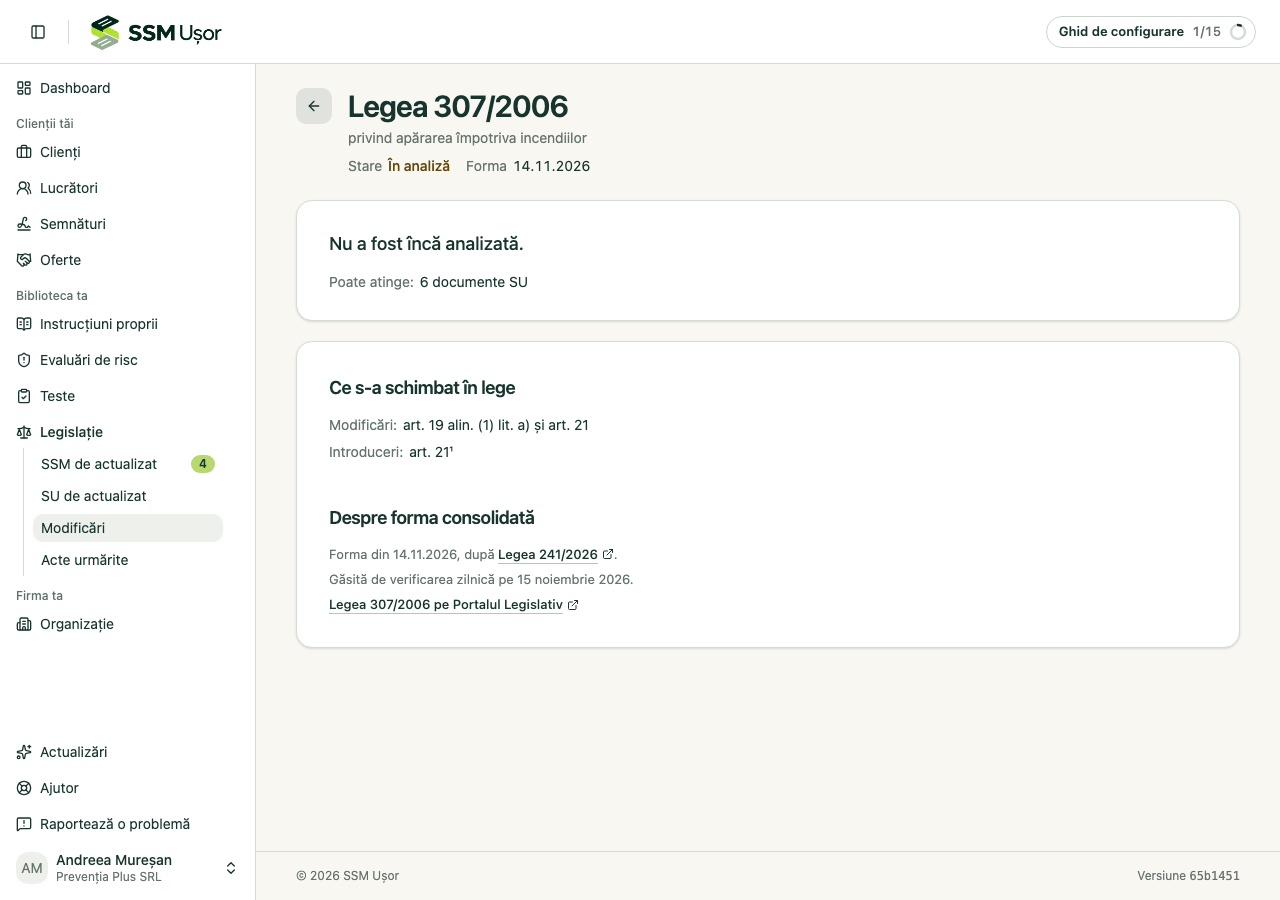 SSM Ușor
Ghid de configurare 1/15
Dashboard
Clienții tăi
Clienți
Lucrători
Semnături
Oferte
Biblioteca ta
Instrucțiuni proprii
Evaluări de risc
Teste
Legislație
SSM de actualizat 4
SU de actualizat
Modificări
Acte urmărite
Firma ta
Organizație
Actualizări
Ajutor
Raportează o problemă
AM
Andreea Mureșan
Prevenția Plus SRL
Legea 307/2006
privind apărarea împotriva incendiilor
Stare În analiză Forma 14.11.2026
Nu a fost încă analizată.
Poate atinge: 6 documente SU
Ce s-a schimbat în lege
Modificări: art. 19 alin. (1) lit. a) și art. 21
Introduceri: art. 21¹
Despre forma consolidată
Forma din 14.11.2026, după Legea 241/2026.
Găsită de verificarea zilnică pe 15 noiembrie 2026.
Legea 307/2006 pe Portalul Legislativ
© 2026 SSM Ușor
Versiune 65b1451